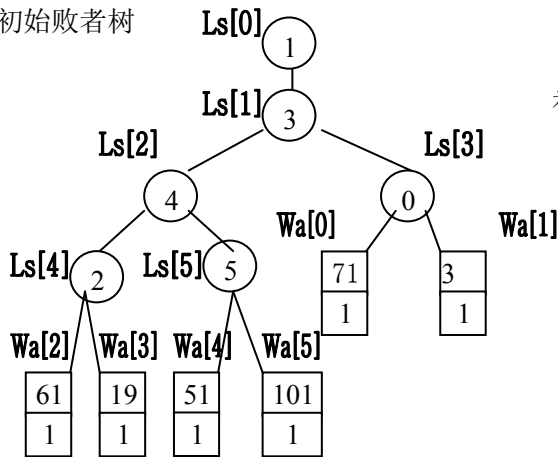 初始败者树
Ls[0]
1
Ls[1]
3
Ls[2]
Ls[3]
4
0
Wa[0]
Wa[1]
Ls[4]
2
Ls[5]
5
71
3
1
1
Wa[2]
Wa[3]
Wa[4]
Wa[5]
61
19
51
101
1
1
1
1